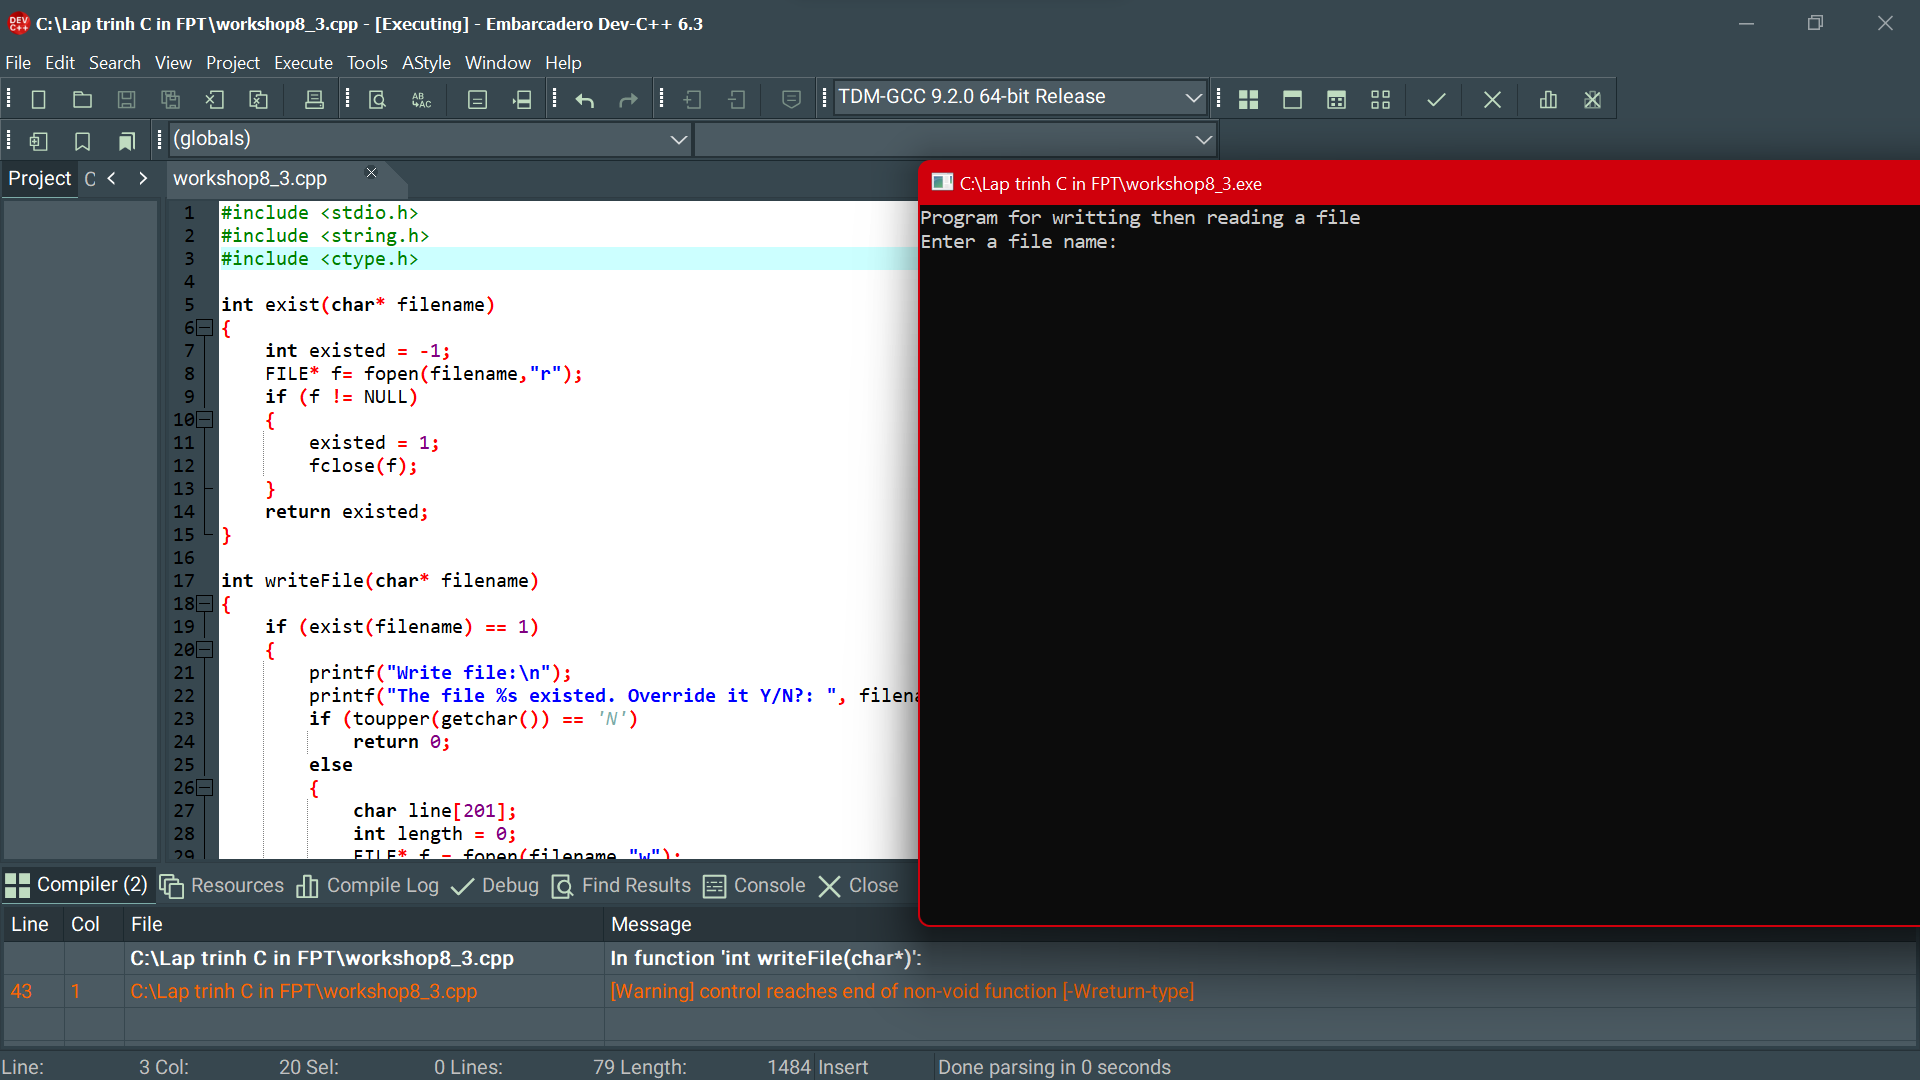 C:\Lap trinh C in FPT\workshop8_3.cpp - [Executing] - Embarcadero Dev-C++ 6.3
File Edit Search View Project Execute Tools AStyle Window Help
TDM-GCC 9.2.0 64-bit Release
(globals)
Project
workshop8_3.cpp
1 #include <stdio.h>
2 #include <string.h>
3 #include <ctype.h>
4
5 int exist(char* filename)
6 {
7 int existed = -1;
8 FILE* f= fopen(filename,"r");
9 if (f != NULL)
10 {
11 existed = 1;
12 fclose(f);
13 }
14 return existed;
15 }
16
17 int writeFile(char* filename)
18 {
19 if (exist(filename) == 1)
20 {
21 printf("Write file:\n");
22 printf("The file %s existed. Override it Y/N?: ", filena
23 if (toupper(getchar()) == 'N')
24 return 0;
25 else
26 {
27 char line[201];
28 int length = 0;
29 FILE* f = fopen(filename,"w");
C:\Lap trinh C in FPT\workshop8_3.exe
Program for writting then reading a file
Enter a file name:
Compiler (2) Resources Compile Log Debug Find Results Console Close
Line Col File Message
C:\Lap trinh C in FPT\workshop8_3.cpp In function 'int writeFile(char*)':
43 1 C:\Lap trinh C in FPT\workshop8_3.cpp [Warning] control reaches end of non-void function [-Wreturn-type]
Line: 3 Col: 20 Sel: 0 Lines: 79 Length: 1484 Insert Done parsing in 0 seconds